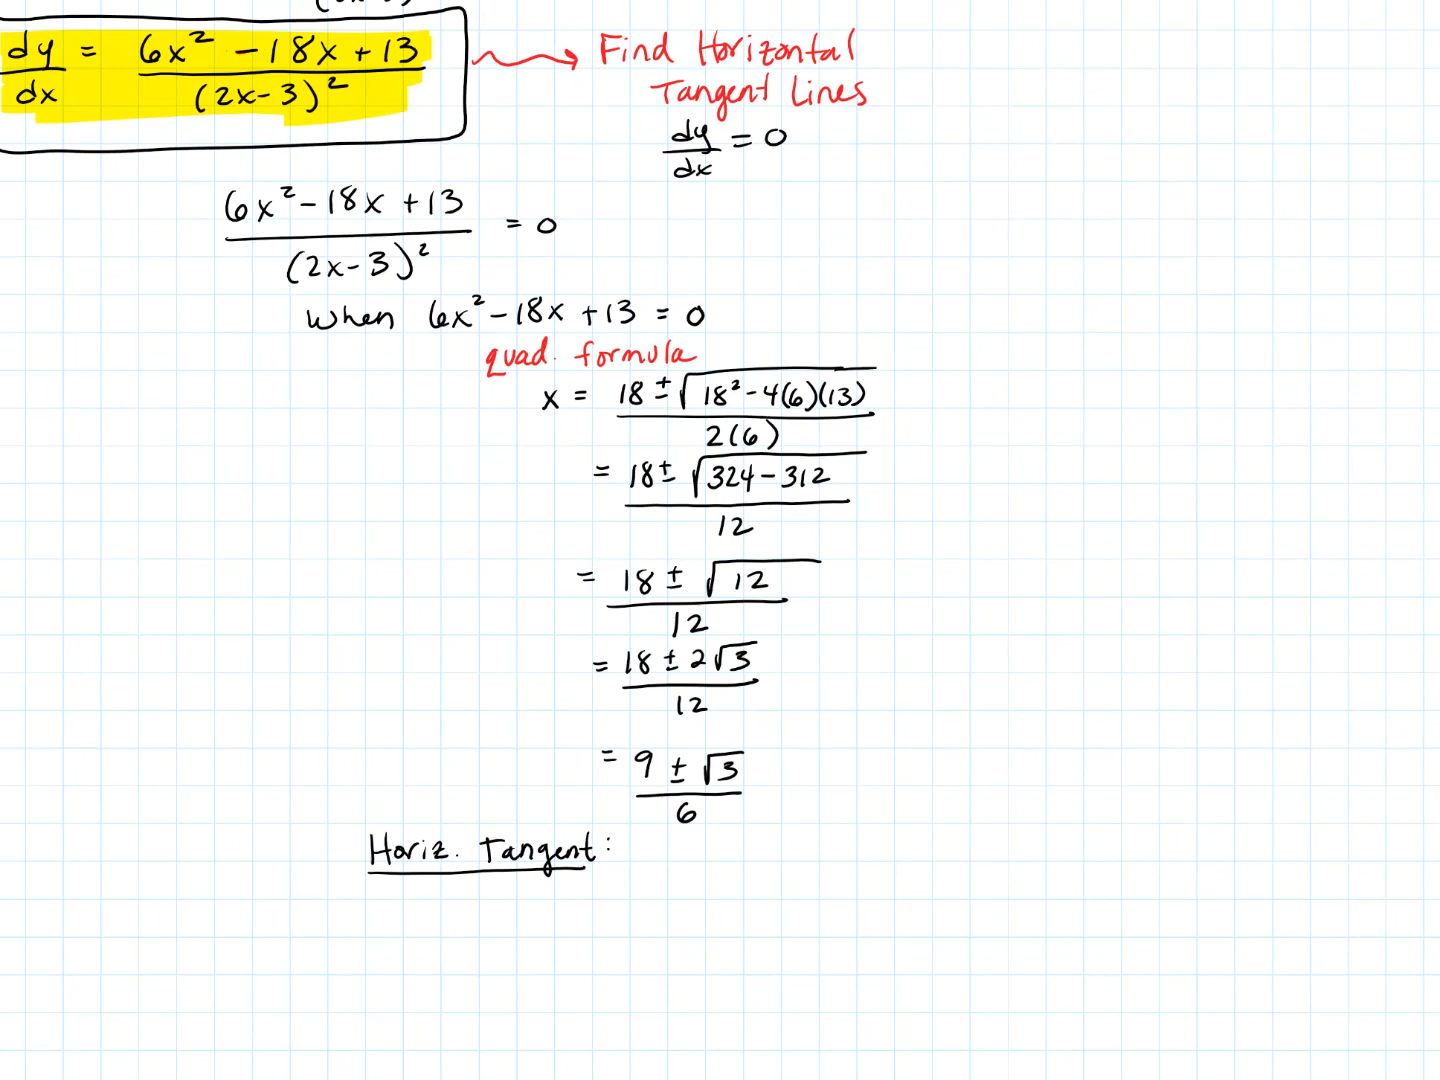 dy/dx = (6x² - 18x + 13)/(2x - 3)²
Find Horizontal
Tangent Lines
dy/dx = 0
(6x² - 18x + 13)/(2x - 3)² = 0
when 6x² - 18x + 13 = 0
quad. formula
x = (18 ± √(18² - 4(6)(13)))/2(6)
= (18 ± √(324 - 312))/12
= (18 ± √12)/12
= (18 ± 2√3)/12
= (9 ± √3)/6
Horiz. Tangent: